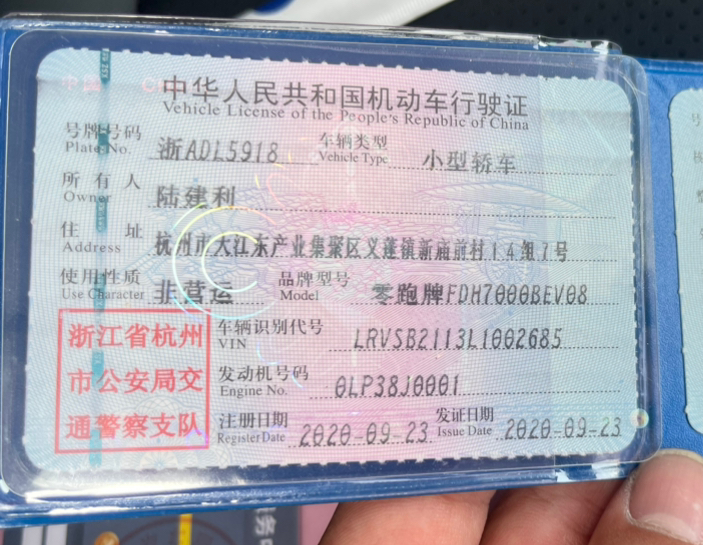 中华人民共和国机动车行驶证
Vehicle License of the People's Republic of China
号牌号码 浙ADL5918 车辆类型 小型轿车
Plate No. Vehicle Type
所有人 陆建利
Owner
住址 杭州市大江东产业集聚区义蓬镇新庙前村14组7号
Address
使用性质 非营运 品牌型号 零跑牌FDH7000BEV08
Use Character Model
浙江省杭州
市公安局交
通警察支队
车辆识别代号 LRVSB2113L1002685
VIN
发动机号码 0LP38J0001
Engine No.
注册日期 2020-09-23 发证日期 2020-09-23
Register Date Issue Date